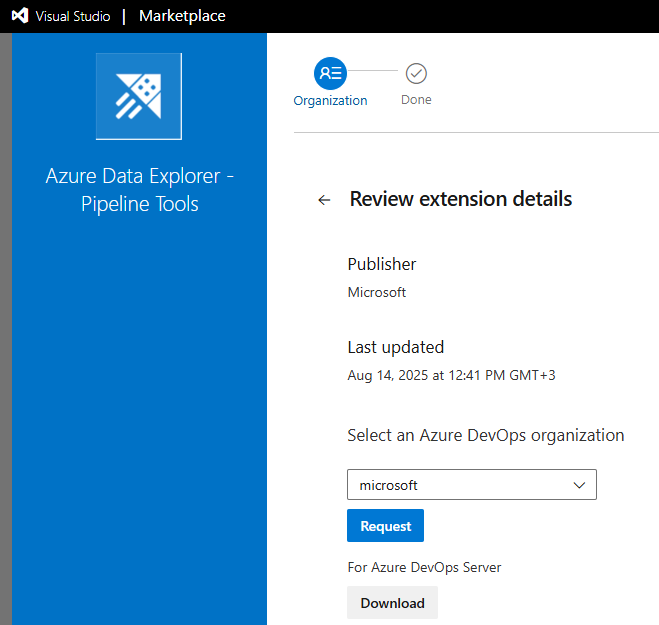 Visual Studio | Marketplace
Azure Data Explorer -
Pipeline Tools
Organization
Done
Review extension details
Publisher
Microsoft
Last updated
Aug 14, 2025 at 12:41 PM GMT+3
Select an Azure DevOps organization
microsoft
Request
For Azure DevOps Server
Download